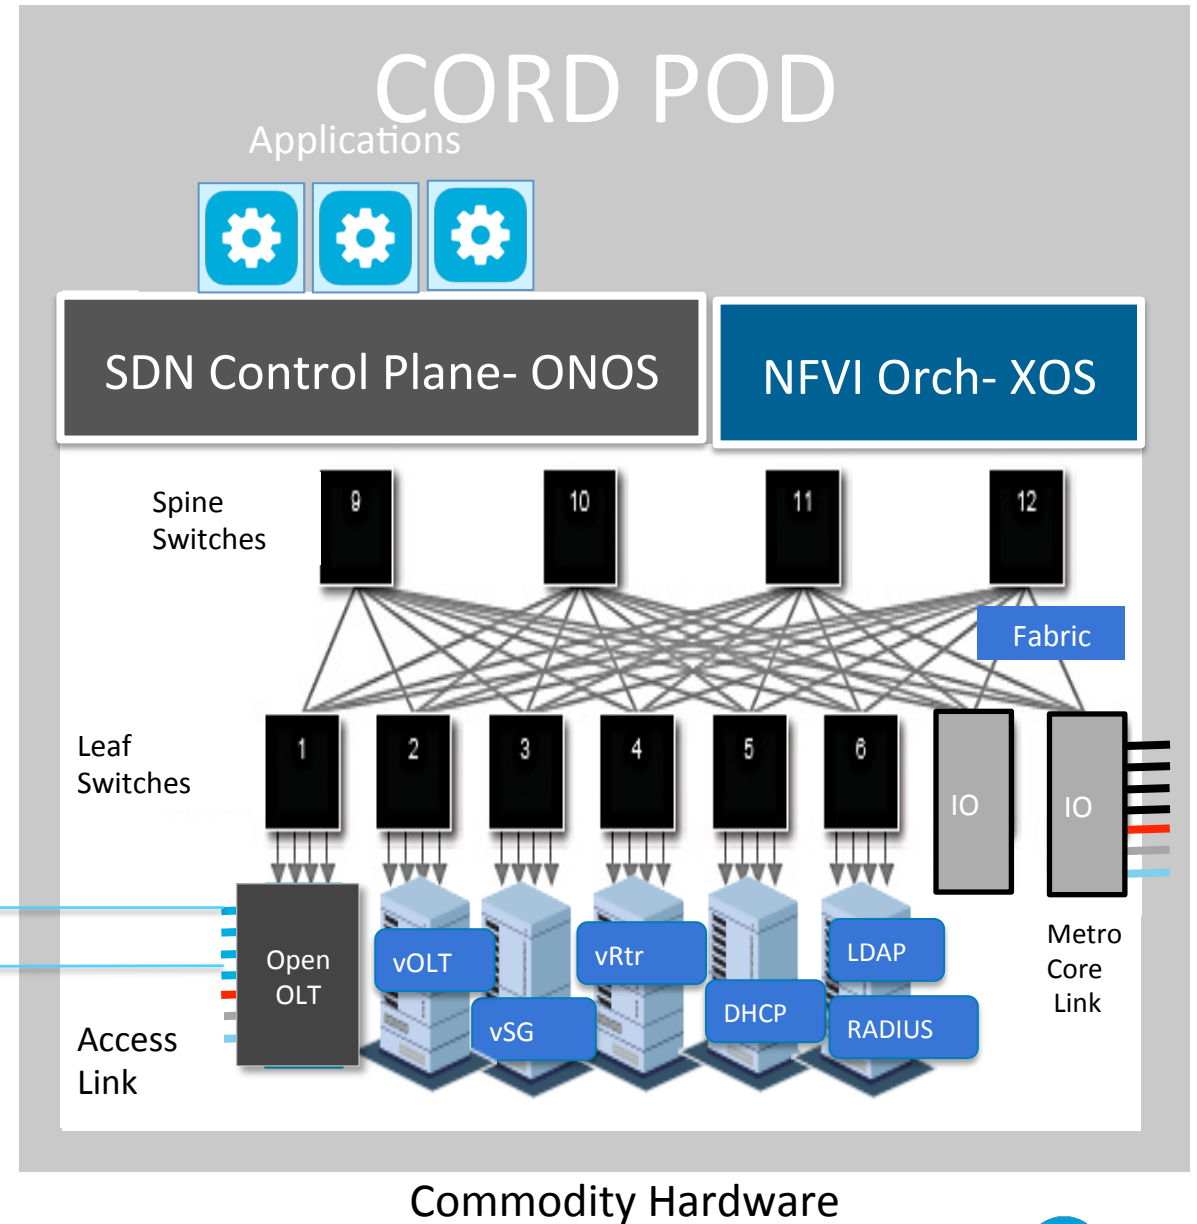 CORD POD
Applications
SDN Control Plane- ONOS
NFVI Orch- XOS
Spine
Switches
9
10
11
12
Fabric
Leaf
Switches
1
2
3
4
5
6
IO
IO
Open
OLT
vOLT
vSG
vRtr
DHCP
LDAP
RADIUS
Metro
Core
Link
Access
Link
Commodity Hardware